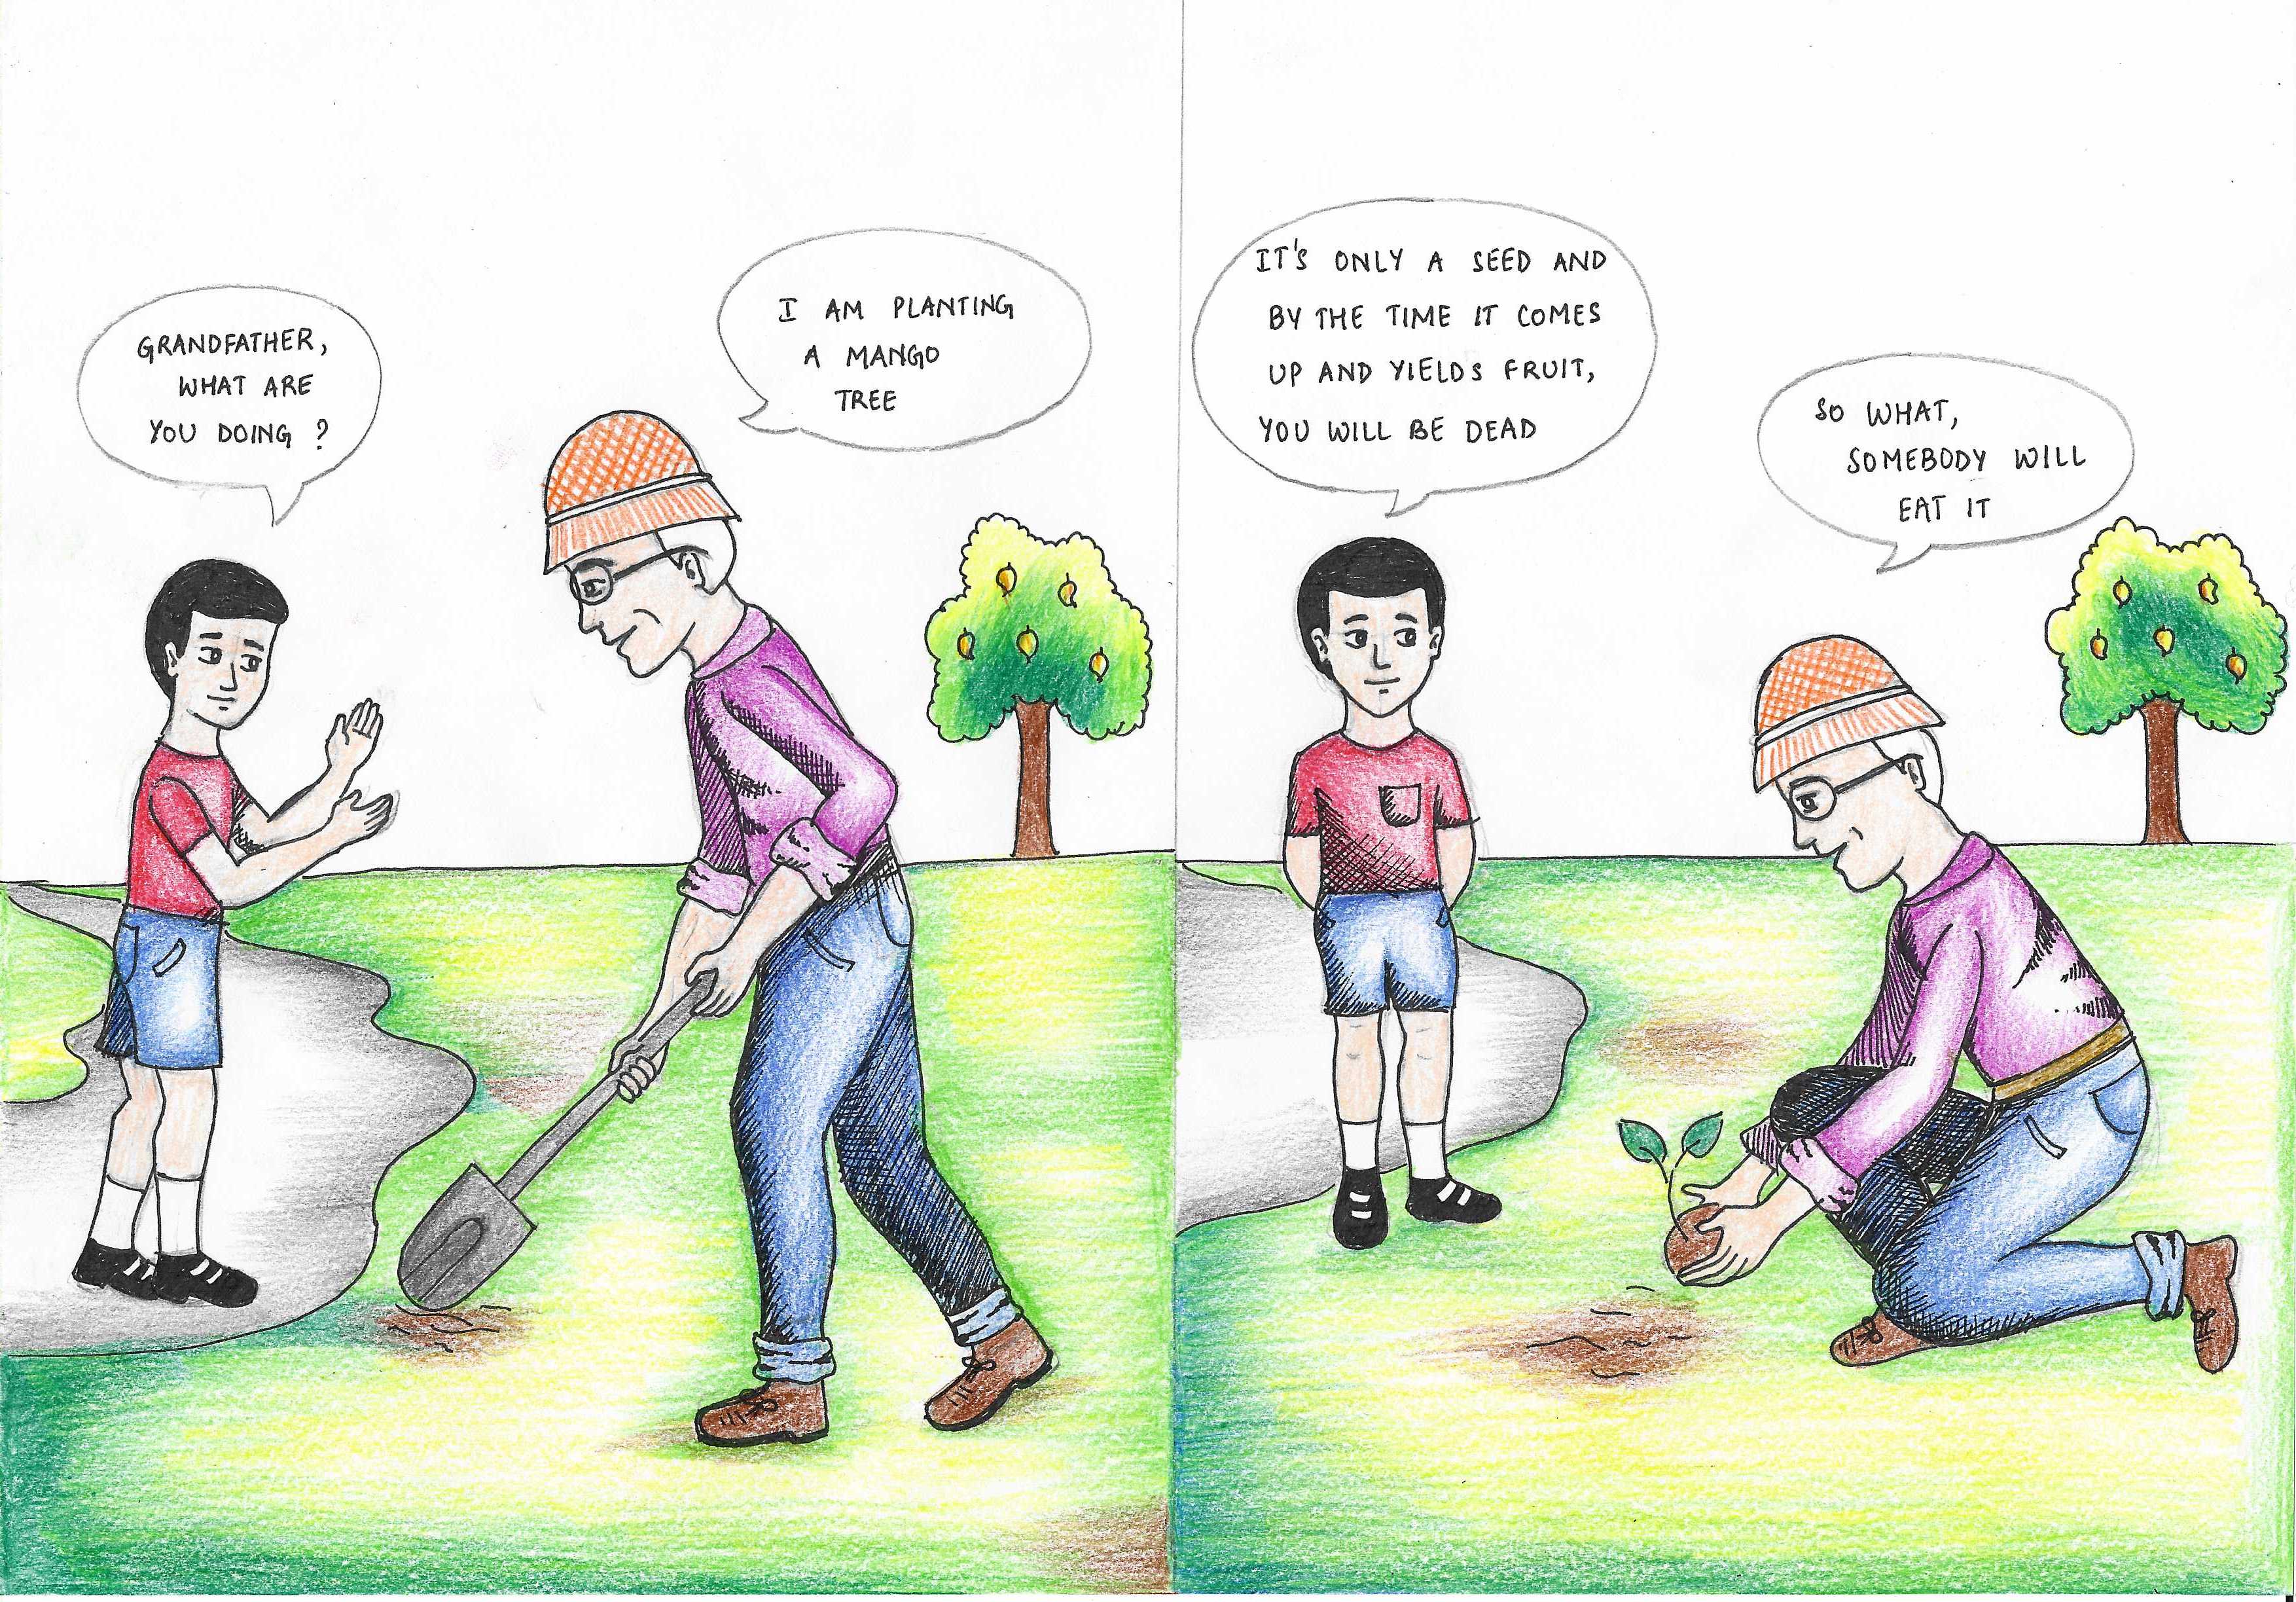 GRANDFATHER,
WHAT ARE
YOU DOING ?
I AM PLANTING
A MANGO
TREE
IT'S ONLY A SEED AND
BY THE TIME IT COMES
UP AND YIELDS FRUIT,
YOU WILL BE DEAD
SO WHAT,
SOMEBODY WILL
EAT IT